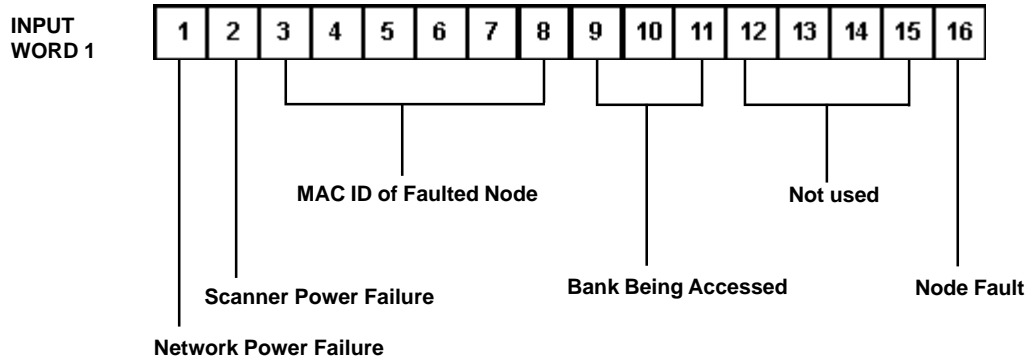 INPUT
WORD 1
1 2 3 4 5 6 7 8 9 10 11 12 13 14 15 16
MAC ID of Faulted Node
Not used
Bank Being Accessed
Node Fault
Scanner Power Failure
Network Power Failure